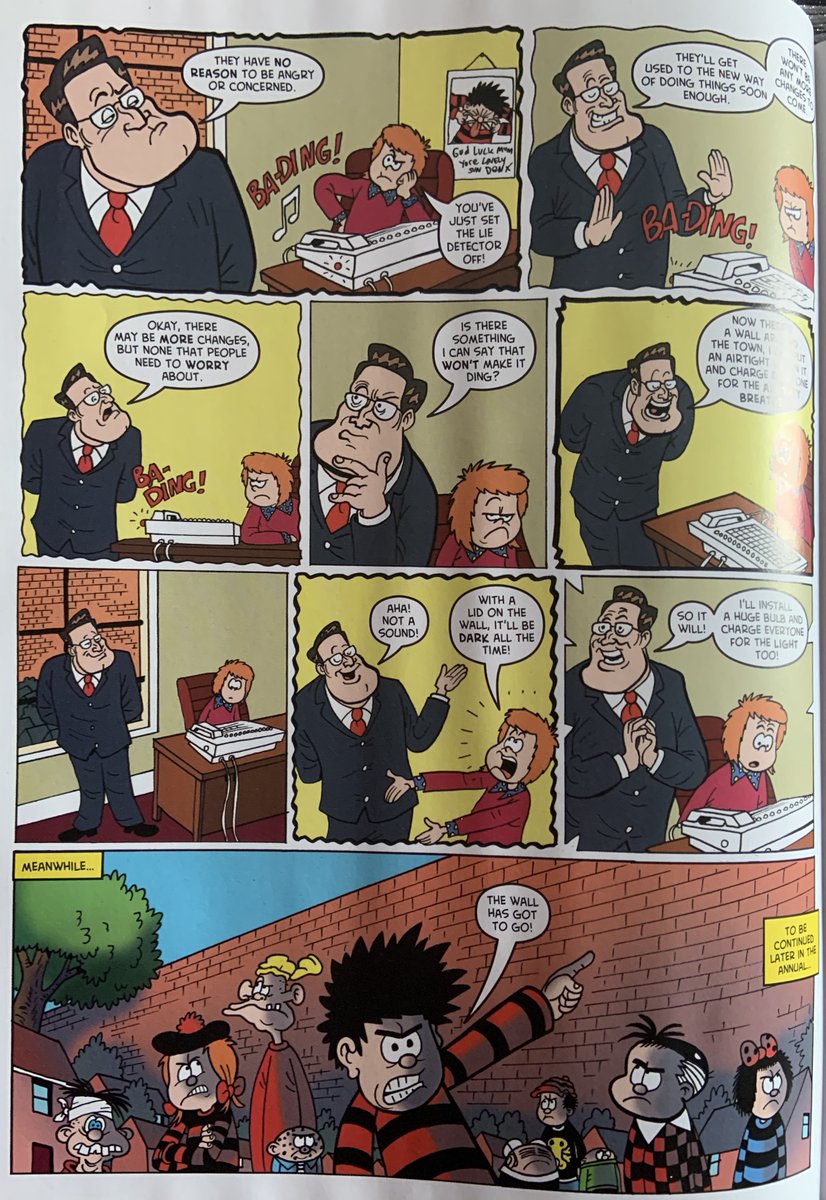 THEY HAVE NO
REASON TO BE ANGRY
OR CONCERNED.
BA-DING!
Gud Luck Mum
Yore Lovely
Son DENN X
YOU'VE
JUST SET
THE LIE
DETECTOR
OFF!
THEY'LL GET
USED TO THE NEW WAY
OF DOING THINGS SOON
ENOUGH.
THERE
WON'T BE
ANY MORE
CHANGES TO
COME.
BA-DING!
OKAY, THERE
MAY BE MORE CHANGES,
BUT NONE THAT PEOPLE
NEED TO WORRY
ABOUT.
BA-
DING!
IS THERE
SOMETHING
I CAN SAY THAT
WON'T MAKE IT
DING?
NOW
A WALL
THE TOWN,
AN AIRTIGHT
AND CHARGE
FOR THE
AHA!
NOT A
SOUND!
WITH A
LID ON THE
WALL, IT'LL BE
DARK ALL THE
TIME!
SO IT
WILL!
I'LL INSTALL
A HUGE BULB AND
CHARGE EVERYONE
FOR THE LIGHT
TOO!
MEANWHILE...
THE WALL
HAS GOT
TO GO!
TO BE
CONTINUED
LATER IN THE
ANNUAL...